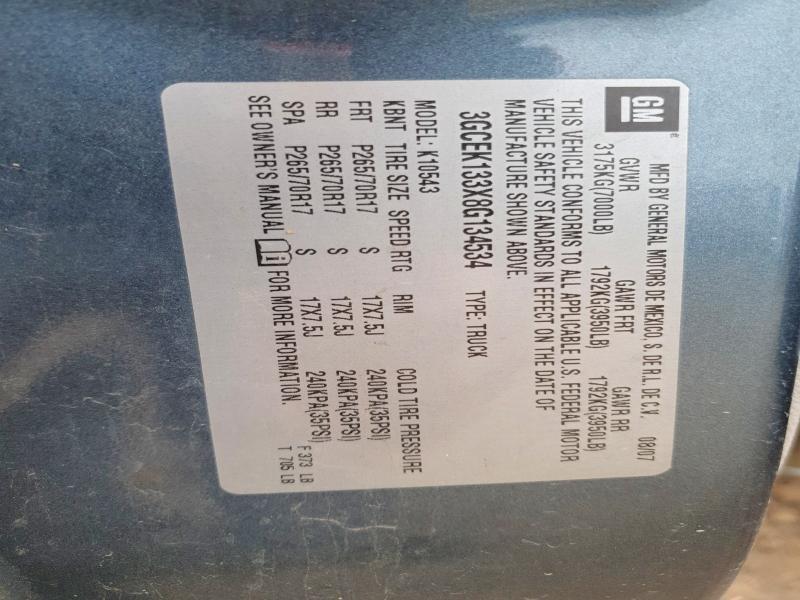 GM®
MFD BY GENERAL MOTORS DE MEXICO, S. DE R.L. DE C.V. 08/07
GVWR GAWR FRT GAWR RR
3175KG(7000LB) 1792KG(3950LB) 1792KG(3950LB)
THIS VEHICLE CONFORMS TO ALL APPLICABLE U.S. FEDERAL MOTOR
VEHICLE SAFETY STANDARDS IN EFFECT ON THE DATE OF
MANUFACTURE SHOWN ABOVE.
3GCEK133X8G134534 TYPE: TRUCK
MODEL: K10543
KBNT TIRE SIZE SPEED RTG RIM COLD TIRE PRESSURE
FRT P265/70R17 S 17X7.5J 240KPA(35PSI)
RR P265/70R17 S 17X7.5J 240KPA(35PSI)
SPA P265/70R17 S 17X7.5J 240KPA(35PSI)
SEE OWNER'S MANUAL FOR MORE INFORMATION.
F 373 LB
T 705 LB